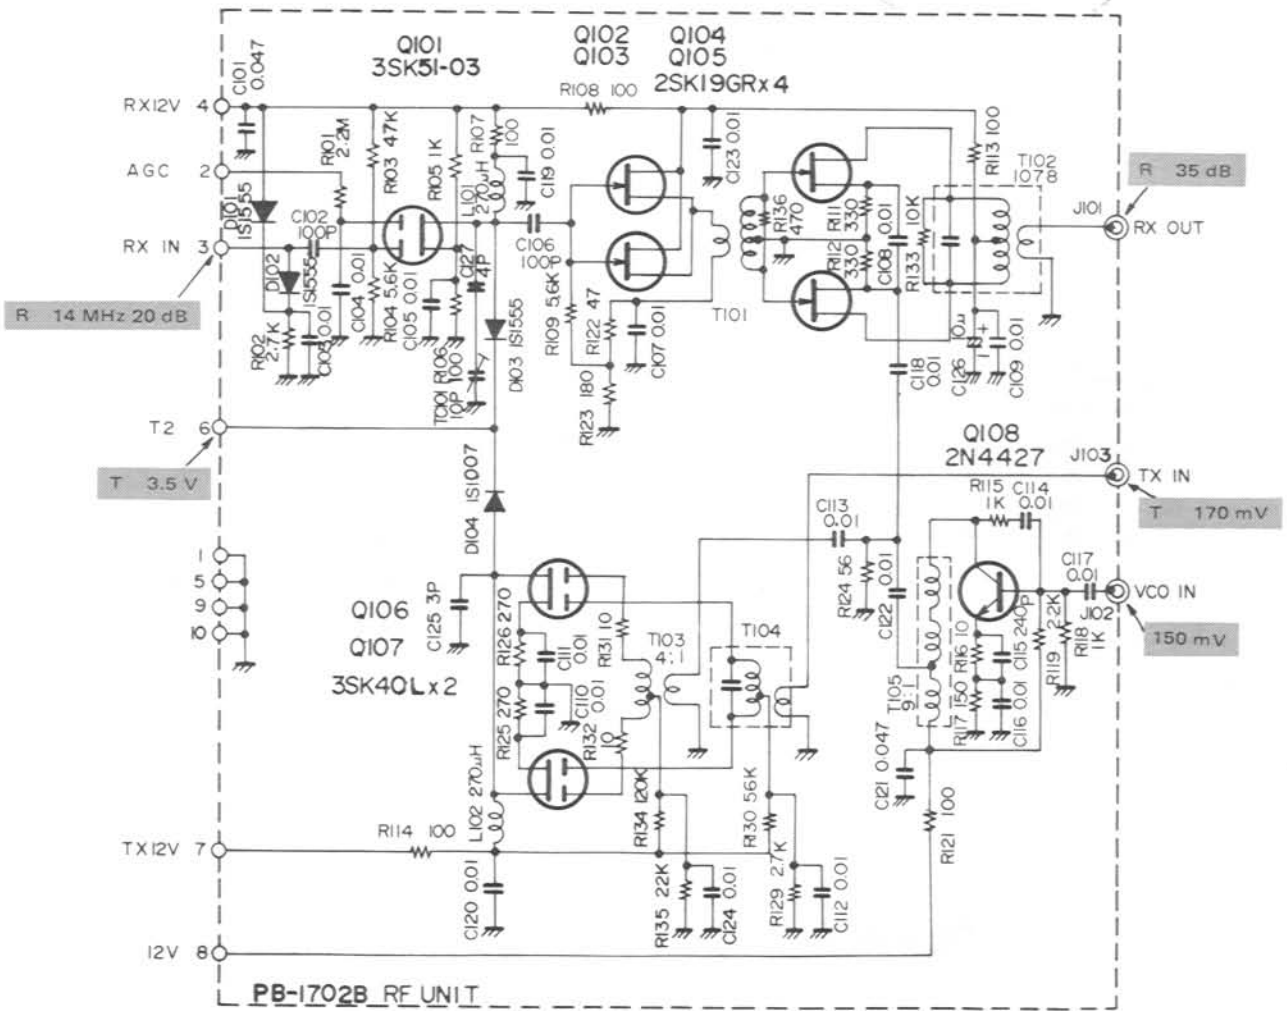 Q101
3SK51-03
Q102
Q103
Q104
Q105
2SK19GRx4
C101
0.047
R108 100
RX12V 4
R101
2.2M
R103 47K
R105 1K
R107
100
L101
270μH
C119 0.01
C123 0.01
R113 100
T102
1078
R 35 dB
AGC 2
D101
1S1555
C102
100P
RX IN 3
D102
1S1555
C106
100P
C127
4P
R136
470
R111
330
R112
330
C108 0.01
R133 10K
J101
RX OUT
R 14 MHz 20 dB
R102
2.7K
C103 0.01
C104 0.01
R104 5.6K
C105 0.01
R106
100
TC101
10P
D103 1S1555
R109 5.6K
R122 47
C107 0.01
R123 180
T101
C118
0.01
C126
10μ
+
C109 0.01
T2 6
T 3.5 V
D104 1S1007
Q108
2N4427
J103
TX IN
T 170 mV
R115
1K
C114
0.01
C113
0.01
R124 56
C122
0.01
C117
0.01
J102
VCO IN
150 mV
1
5
9
10
Q106
Q107
3SK40Lx2
C125 3P
R126 270
R125 270
C111
0.01
C110
0.01
R131 10
R132
10
T103
4:1
T104
T105
9:1
R116 10
R117 150
C115 240P
C116 0.01
R119 2.2K
R118
1K
C121 0.047
R121 100
L102 270μH
R134 120K
R130 56K
TX12V 7
R114 100
C120 0.01
R135 22K
C124 0.01
R129 2.7K
C112 0.01
12V 8
PB-1702B RF UNIT